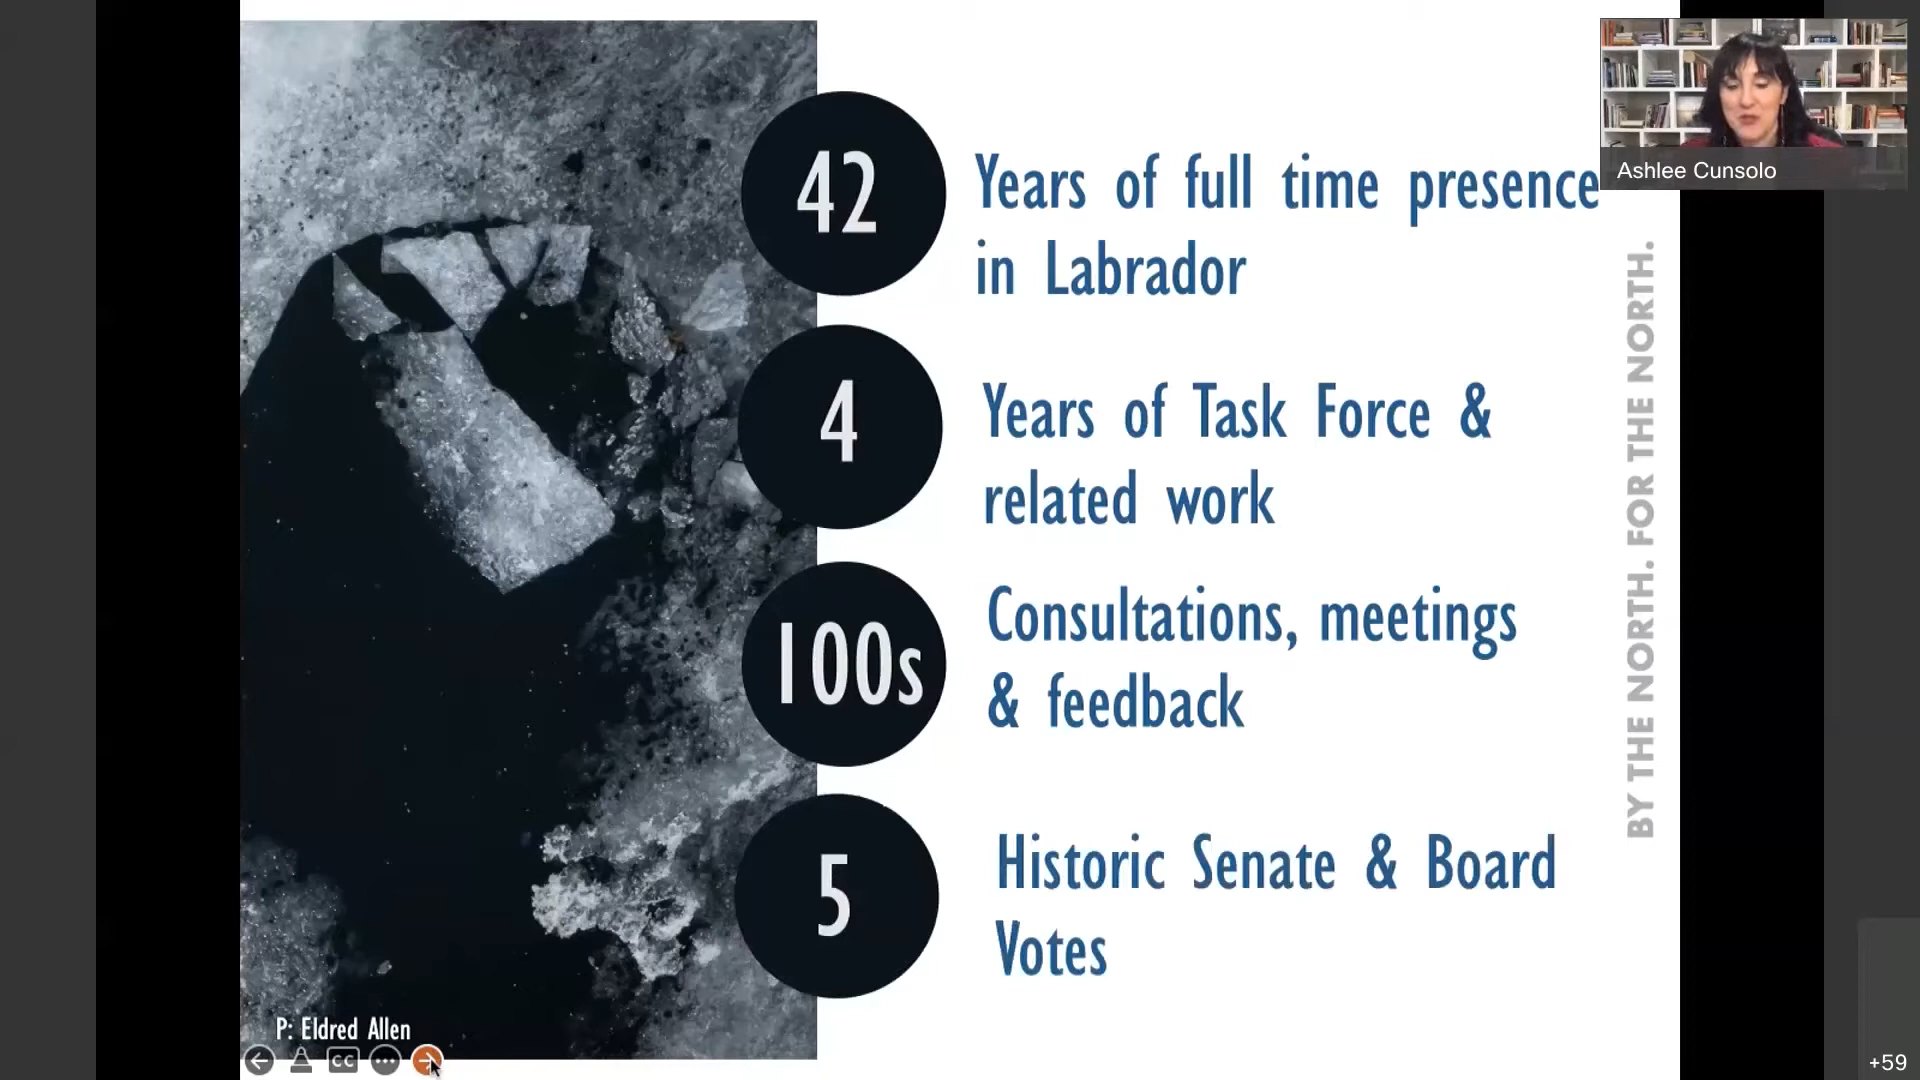 42
Years of full time presence
in Labrador
4
Years of Task Force &
related work
100s
Consultations, meetings
& feedback
5
Historic Senate & Board
Votes
BY THE NORTH. FOR THE NORTH.
Ashlee Cunsolo
P: Eldred Allen
CC
+59